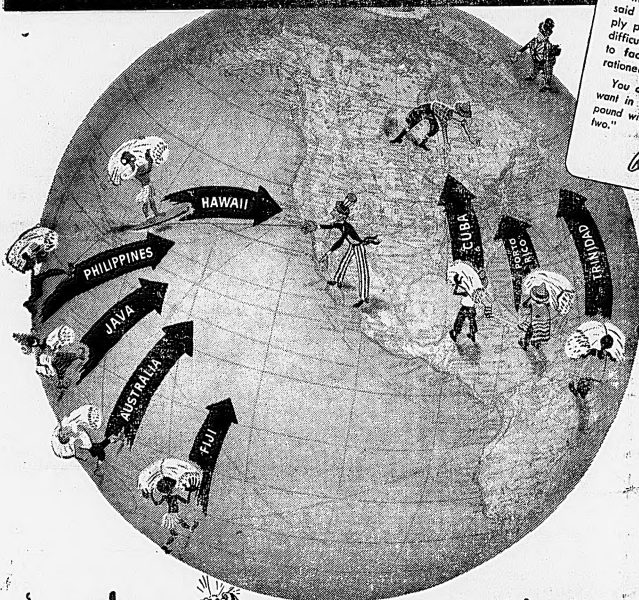 said
ply p
difficu
to fac
ratione
You c
want in
pound wi
two."
HAWAII
PHILIPPINES
JAVA
AUSTRALIA
FIJI
CUBA
PORTO
RICO
TRINIDAD